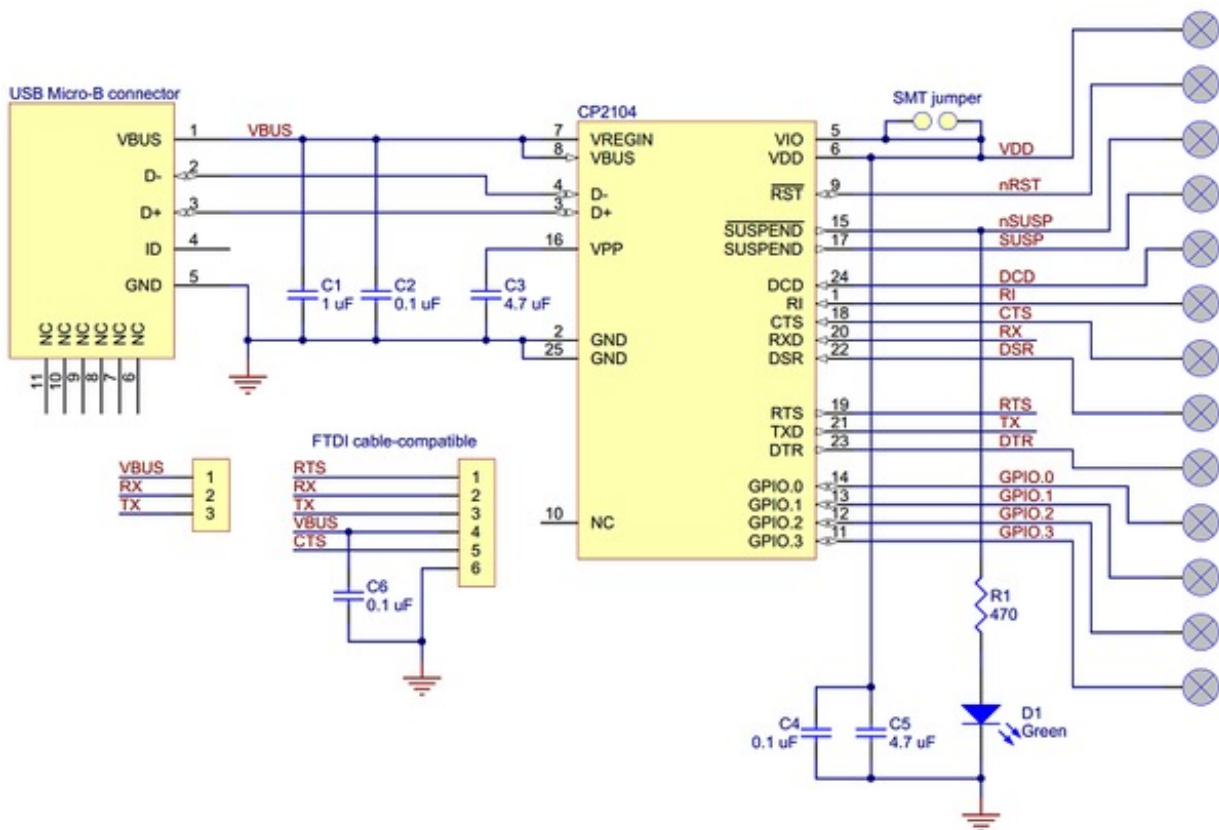 USB Micro-B connector
VBUS 1 VBUS
D- 2
D+ 3
ID 4
GND 5
NC NC NC NC NC NC
11 10 9 8 7 6
C1
1 uF
C2
0.1 uF
C3
4.7 uF
CP2104
7 VREGIN
8 VBUS
4 D-
3 D+
16 VPP
2 GND
25 GND
10 NC
VIO 5
VDD 6 VDD
RST 9 nRST
SUSPEND 15 nSUSP
SUSPEND 17 SUSP
DCD 24 DCD
RI 1 RI
CTS 18 CTS
RXD 20 RX
DSR 22 DSR
RTS 19 RTS
TXD 21 TX
DTR 23 DTR
GPIO.0 14 GPIO.0
GPIO.1 13 GPIO.1
GPIO.2 12 GPIO.2
GPIO.3 11 GPIO.3
SMT jumper
VBUS 1
RX 2
TX 3
FTDI cable-compatible
RTS 1
RX 2
TX 3
VBUS 4
CTS 5
6
C6
0.1 uF
R1
470
C4
0.1 uF
C5
4.7 uF
D1
Green